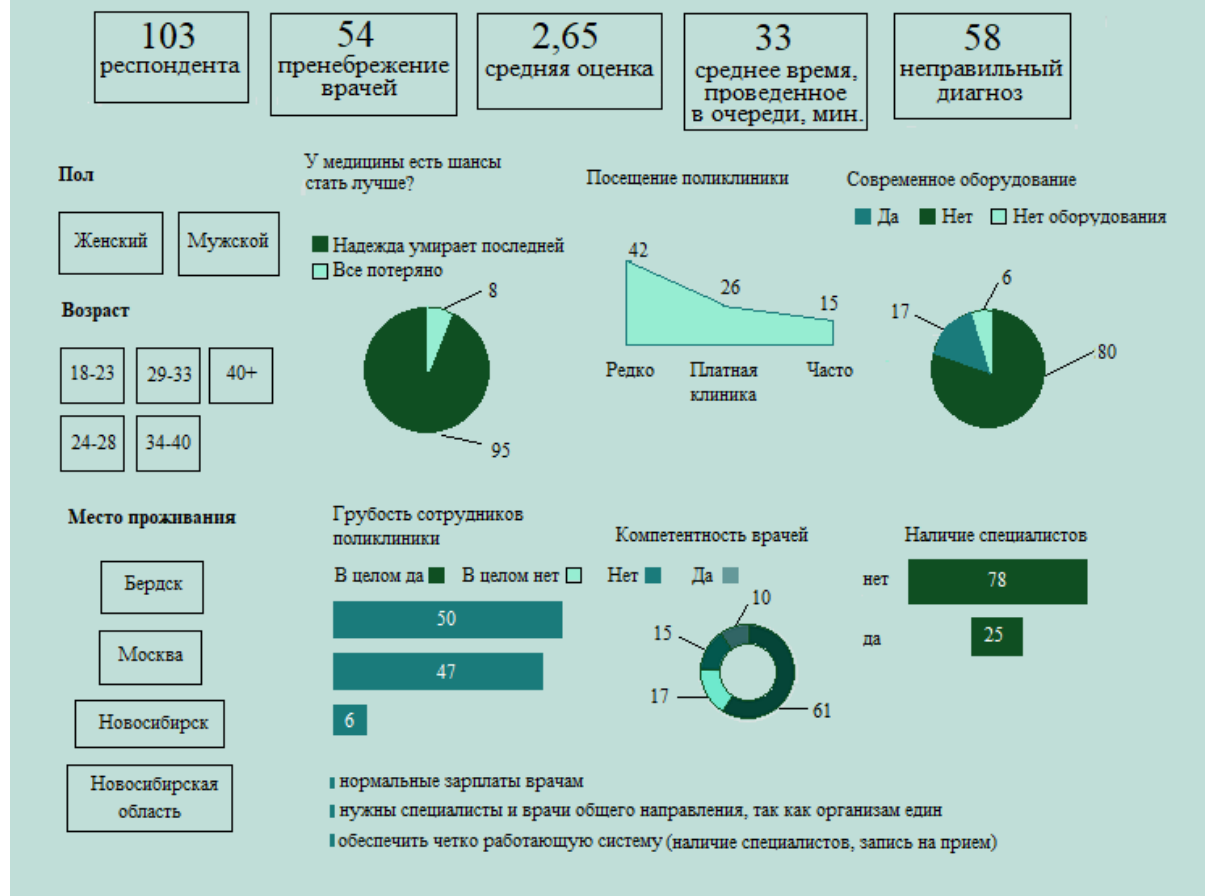 103
респондента
54
пренебрежение
врачей
2,65
средняя оценка
33
среднее время,
проведенное
в очереди, мин.
58
неправильный
диагноз
Пол
Женский
Мужской
Возраст
18-23
29-33
40+
24-28
34-40
Место проживания
Бердск
Москва
Новосибирск
Новосибирская
область
У медицины есть шансы
стать лучше?
Надежда умирает последней
Все потеряно
8
95
Посещение поликлиники
42
26
15
Редко
Платная
клиника
Часто
Современное оборудование
Да
Нет
Нет оборудования
6
17
80
Грубость сотрудников
поликлиники
В целом да
В целом нет
50
47
6
Компетентность врачей
Нет
Да
10
15
17
61
Наличие специалистов
нет
78
да
25
нормальные зарплаты врачам
нужны специалисты и врачи общего направления, так как организам един
обеспечить четко работающую систему (наличие специалистов, запись на прием)